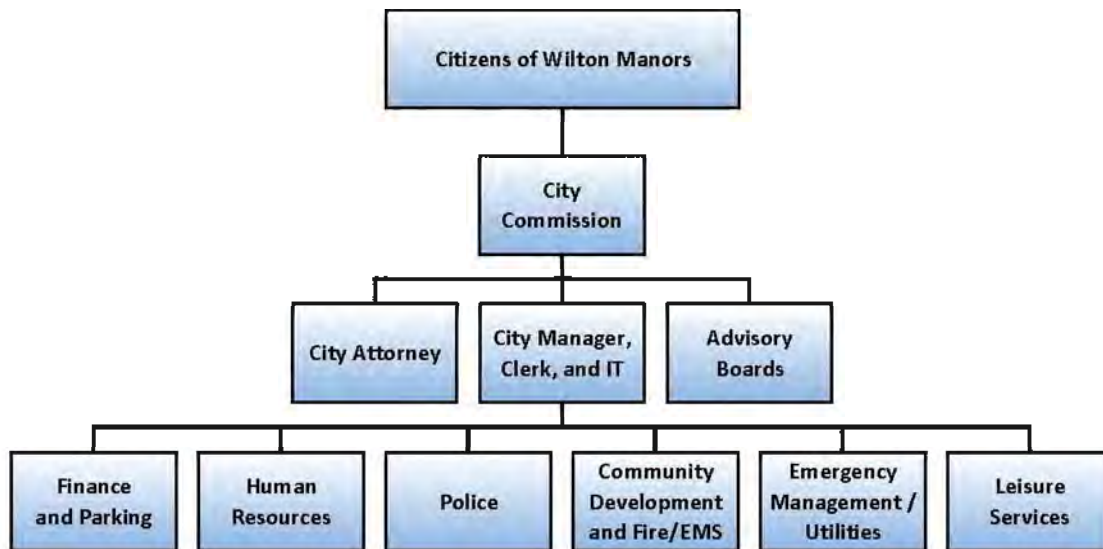 Citizens of Wilton Manors
City
Commission
City Attorney
City Manager,
Clerk, and IT
Advisory
Boards
Finance
and Parking
Human
Resources
Police
Community
Development
and Fire/EMS
Emergency
Management /
Utilities
Leisure
Services